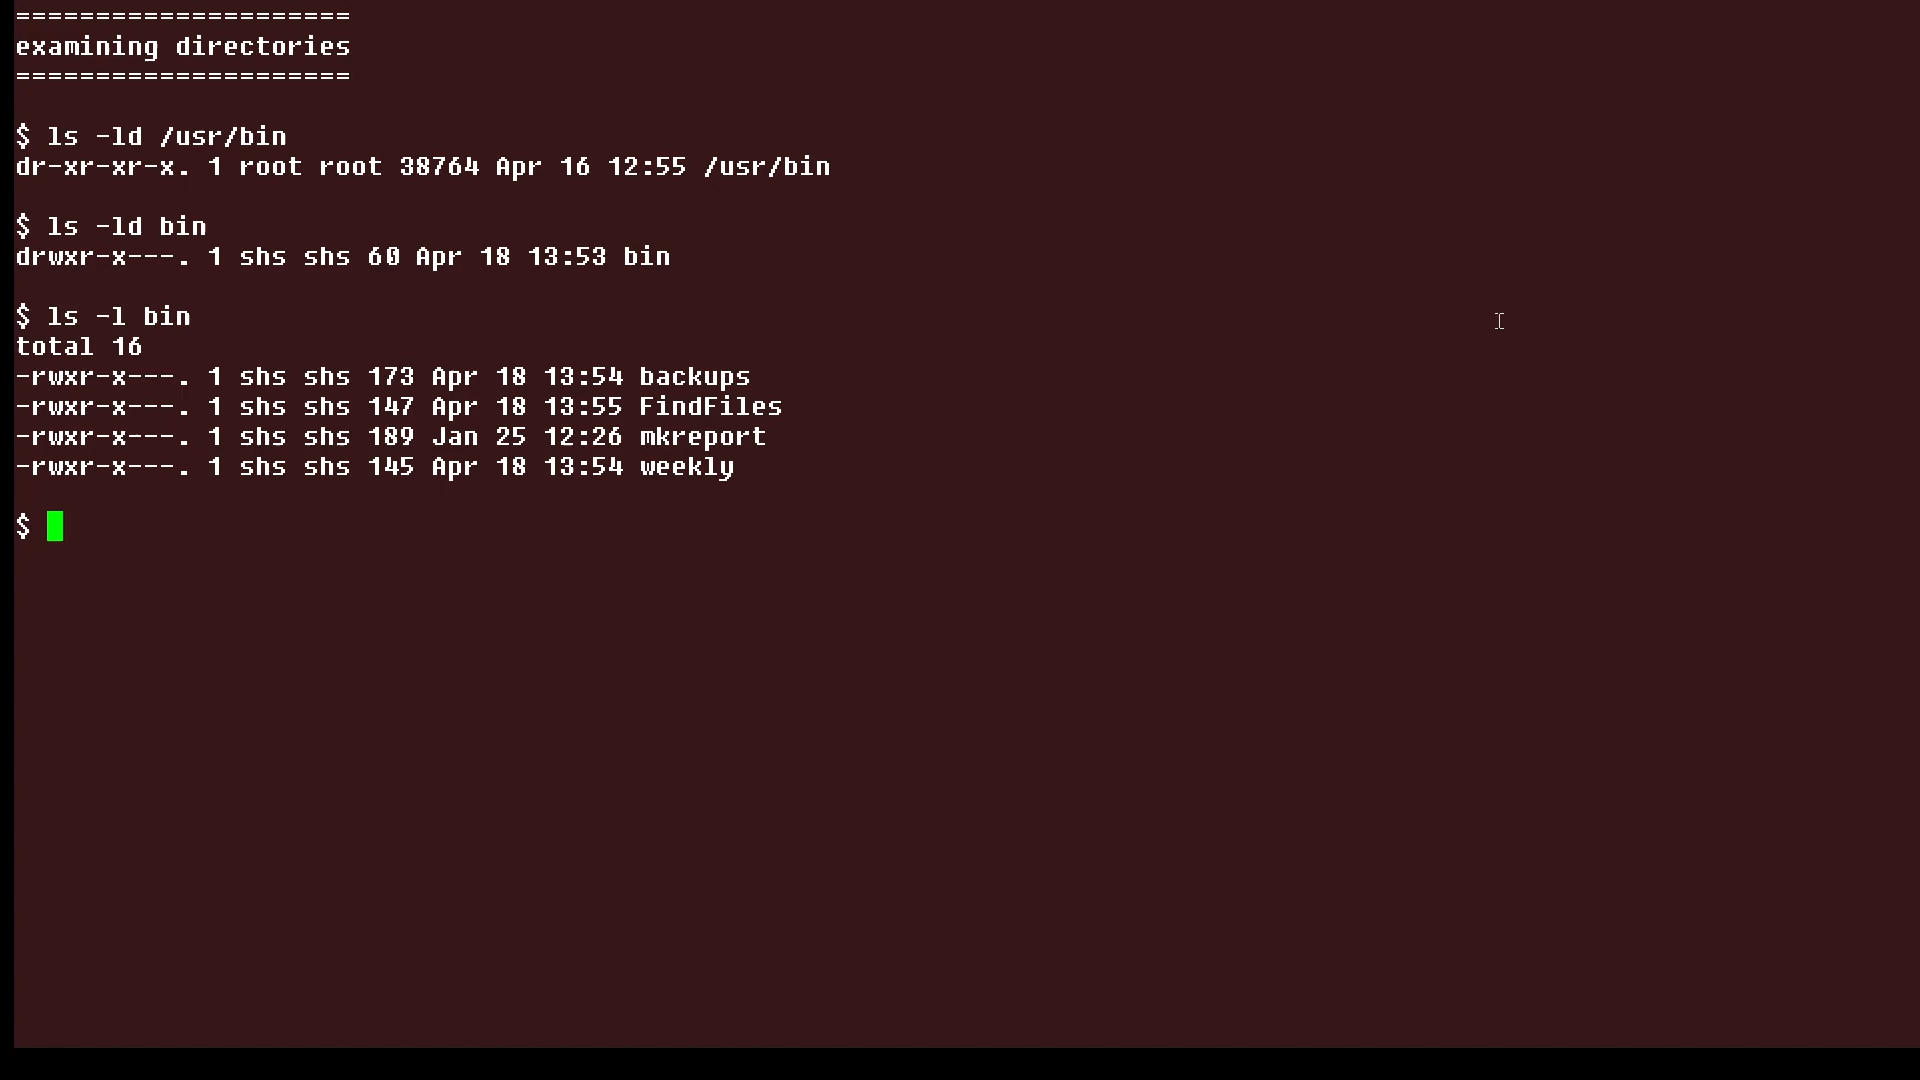 =====================
examining directories
=====================
$ ls -ld /usr/bin
dr-xr-xr-x. 1 root root 38764 Apr 16 12:55 /usr/bin
$ ls -ld bin
drwxr-x---. 1 shs shs 60 Apr 18 13:53 bin
$ ls -l bin
total 16
-rwxr-x---. 1 shs shs 173 Apr 18 13:54 backups
-rwxr-x---. 1 shs shs 147 Apr 18 13:55 FindFiles
-rwxr-x---. 1 shs shs 189 Jan 25 12:26 mkreport
-rwxr-x---. 1 shs shs 145 Apr 18 13:54 weekly
$